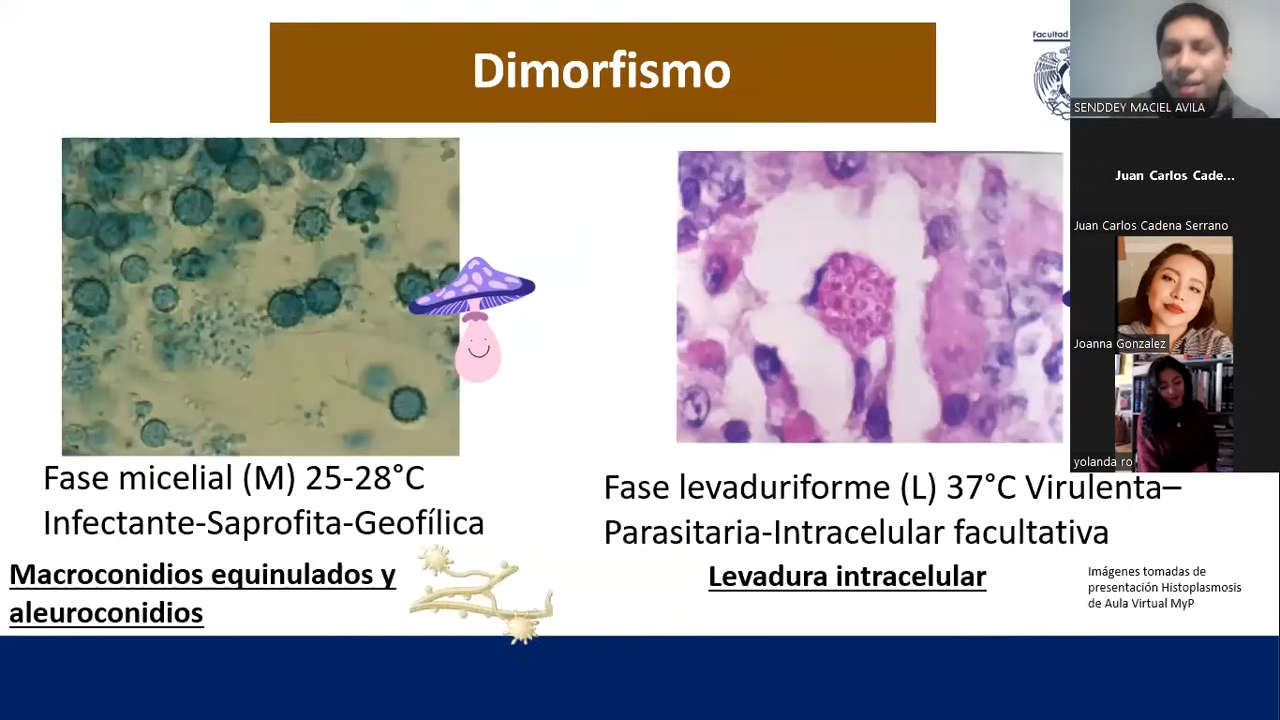 Dimorfismo
Facultad
SENDDEY MACIEL AVILA
Juan Carlos Cade...
Juan Carlos Cadena Serrano
Joanna Gonzalez
yolanda ro
Fase micelial (M) 25-28°C
Infectante-Saprofita-Geofílica
Macroconidios equinulados y
aleuroconidios
Fase levaduriforme (L) 37°C Virulenta–
Parasitaria-Intracelular facultativa
Levadura intracelular
Imágenes tomadas de
presentación Histoplasmosis
de Aula Virtual MyP